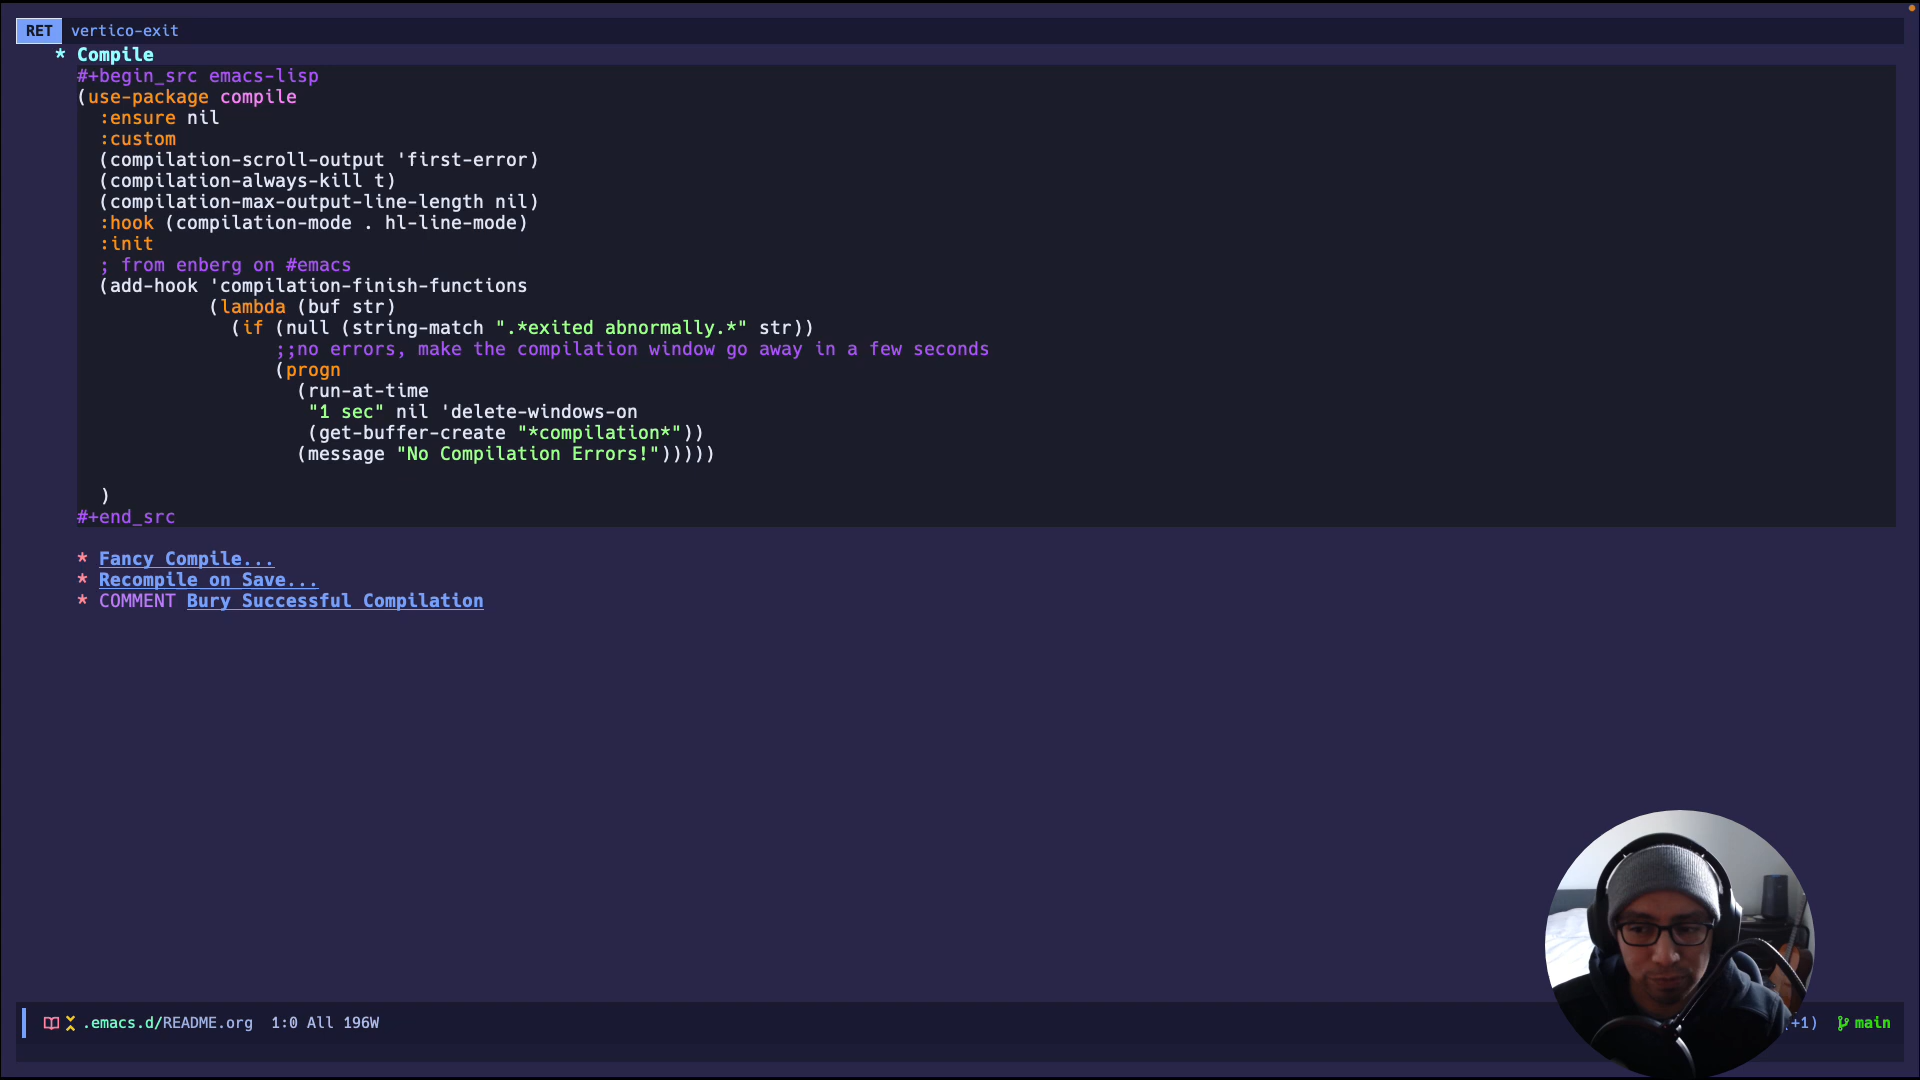 RET vertico-exit
* Compile
#+begin_src emacs-lisp
(use-package compile
:ensure nil
:custom
(compilation-scroll-output 'first-error)
(compilation-always-kill t)
(compilation-max-output-line-length nil)
:hook (compilation-mode . hl-line-mode)
:init
; from enberg on #emacs
(add-hook 'compilation-finish-functions
(lambda (buf str)
(if (null (string-match ".*exited abnormally.*" str))
;;no errors, make the compilation window go away in a few seconds
(progn
(run-at-time
"1 sec" nil 'delete-windows-on
(get-buffer-create "*compilation*"))
(message "No Compilation Errors!")))))
)
#+end_src
* Fancy Compile...
* Recompile on Save...
* COMMENT Bury Successful Compilation
.emacs.d/README.org 1:0 All 196W +1) main